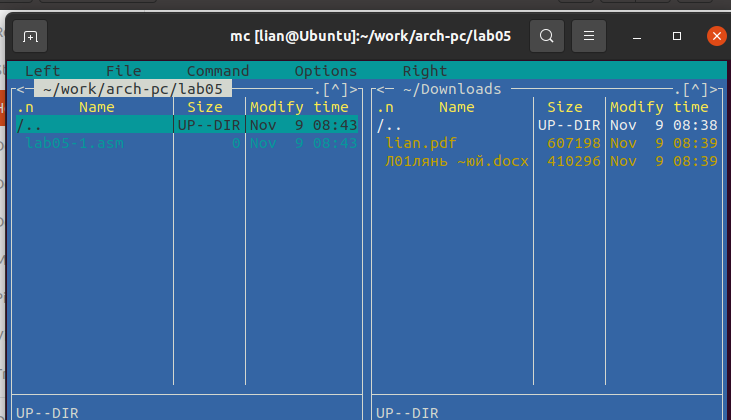 mc [lian@Ubuntu]:~/work/arch-pc/lab05
Left File Command Options Right
<─ ~/work/arch-pc/lab05 ─.[^]>
.n Name Size Modify time
/.. UP--DIR Nov 9 08:43
lab05-1.asm 0 Nov 9 08:43
UP--DIR
<─ ~/Downloads ─.[^]>
.n Name Size Modify time
/.. UP--DIR Nov 9 08:38
lian.pdf 607198 Nov 9 08:39
Л01лянь ~юй.docx 410296 Nov 9 08:39
UP--DIR